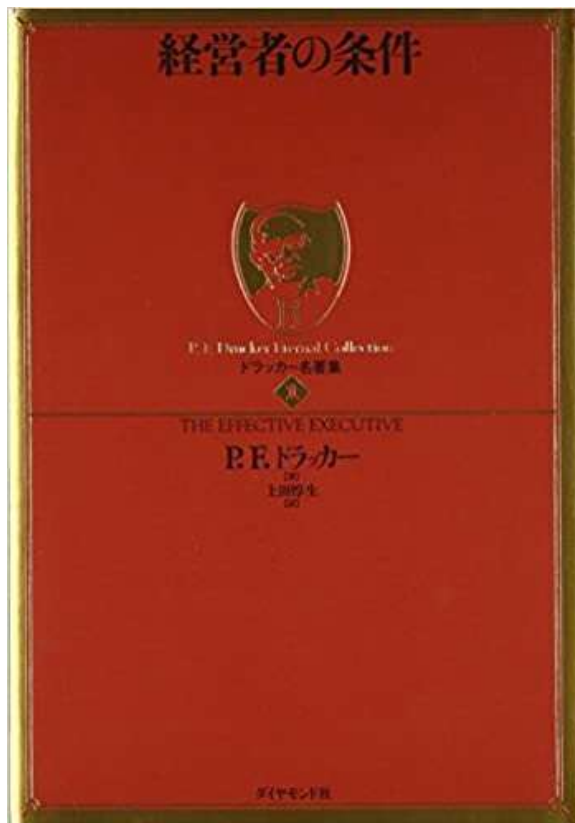 経営者の条件
P. F. Drucker Eternal Collection
ドラッカー名著集
THE EFFECTIVE EXECUTIVE
P. F. ドラッカー
[著]
上田惇生
[訳]
ダイヤモンド社